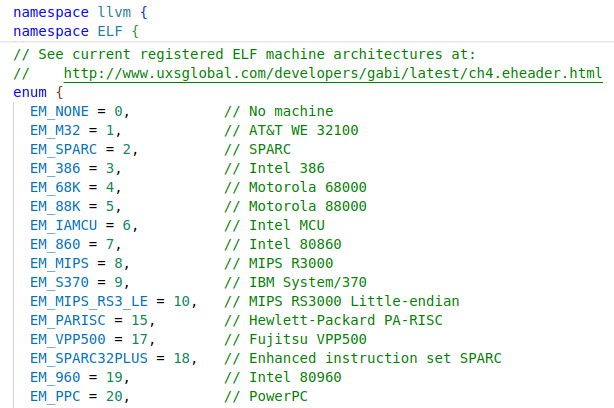 namespace llvm {
namespace ELF {
// See current registered ELF machine architectures at:
//    http://www.uxsglobal.com/developers/gabi/latest/ch4.eheader.html
enum {
  EM_NONE = 0,           // No machine
  EM_M32 = 1,            // AT&T WE 32100
  EM_SPARC = 2,          // SPARC
  EM_386 = 3,            // Intel 386
  EM_68K = 4,            // Motorola 68000
  EM_88K = 5,            // Motorola 88000
  EM_IAMCU = 6,          // Intel MCU
  EM_860 = 7,            // Intel 80860
  EM_MIPS = 8,           // MIPS R3000
  EM_S370 = 9,           // IBM System/370
  EM_MIPS_RS3_LE = 10,   // MIPS RS3000 Little-endian
  EM_PARISC = 15,        // Hewlett-Packard PA-RISC
  EM_VPP500 = 17,        // Fujitsu VPP500
  EM_SPARC32PLUS = 18,   // Enhanced instruction set SPARC
  EM_960 = 19,           // Intel 80960
  EM_PPC = 20,           // PowerPC